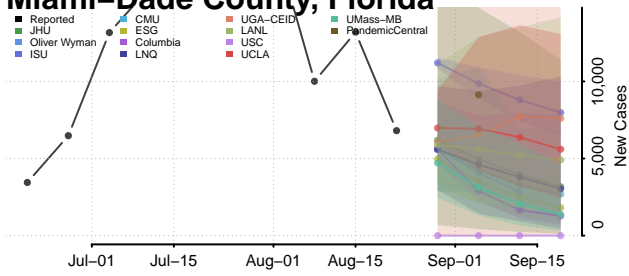 Miami−Dade County, Florida
Reported CMU UGA−CEID UMass−MB
JHU ESG LANL PandemicCentral
Oliver Wyman Columbia USC
ISU LNQ UCLA
0 5,000 10,000
New Cases
Jul−01 Jul−15 Aug−01 Aug−15 Sep−01 Sep−15